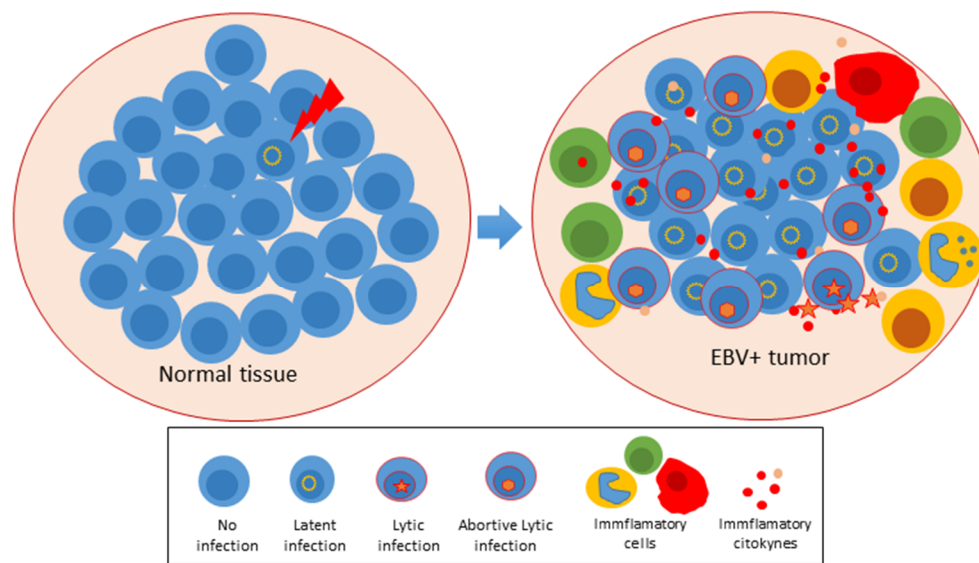 Normal tissue
EBV+ tumor
No
infection
Latent
infection
Lytic
infection
Abortive Lytic
infection
Immflamatory
cells
Immflamatory
citokynes